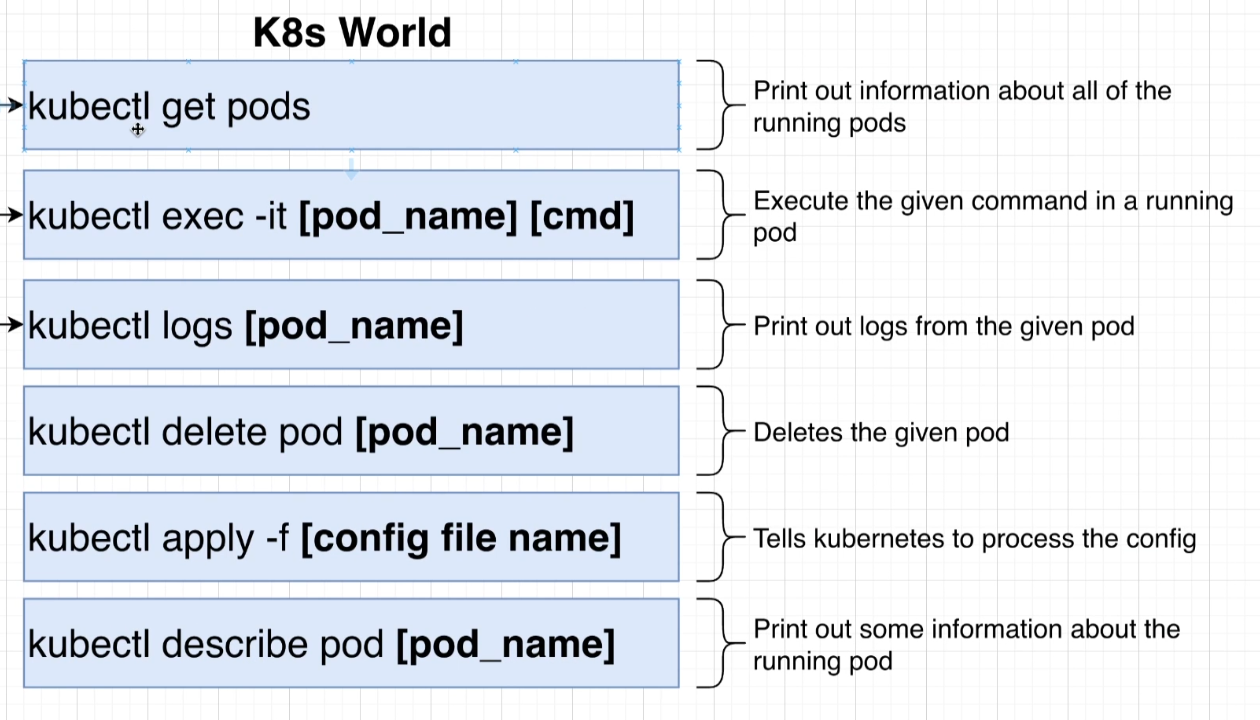 K8s World
kubectl get pods
Print out information about all of the
running pods
kubectl exec -it [pod_name] [cmd]
Execute the given command in a running
pod
kubectl logs [pod_name]
Print out logs from the given pod
kubectl delete pod [pod_name]
Deletes the given pod
kubectl apply -f [config file name]
Tells kubernetes to process the config
kubectl describe pod [pod_name]
Print out some information about the
running pod